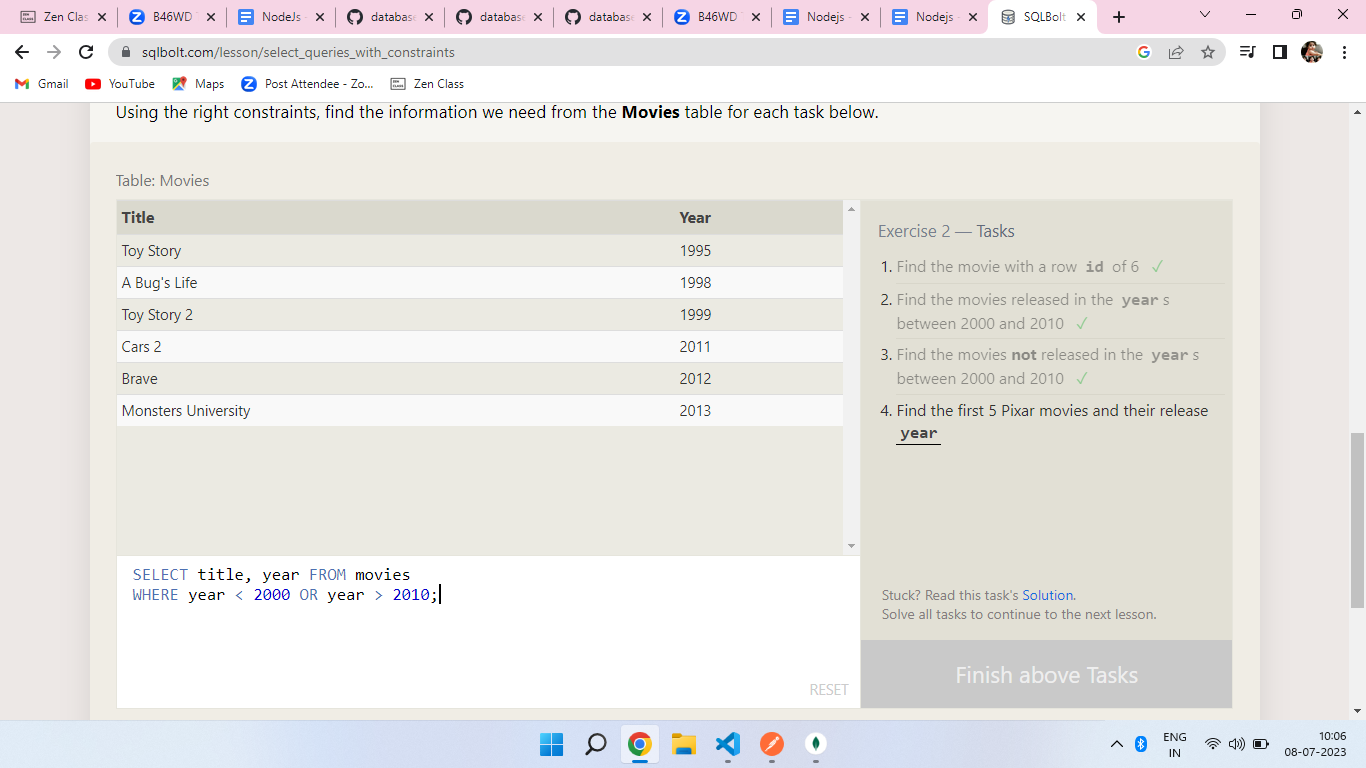 Zen Clas
B46WD
NodeJs -
database
database
database
B46WD
Nodejs -
Nodejs -
SQLBolt
sqlbolt.com/lesson/select_queries_with_constraints
Gmail
YouTube
Maps
Post Attendee - Zo...
Zen Class
Using the right constraints, find the information we need from the Movies table for each task below.
Table: Movies
Title Year
Toy Story 1995
A Bug's Life 1998
Toy Story 2 1999
Cars 2 2011
Brave 2012
Monsters University 2013
SELECT title, year FROM movies
WHERE year < 2000 OR year > 2010;
RESET
Exercise 2 — Tasks
1. Find the movie with a row id of 6 ✓
2. Find the movies released in the year s
between 2000 and 2010 ✓
3. Find the movies not released in the year s
between 2000 and 2010 ✓
4. Find the first 5 Pixar movies and their release
year
Stuck? Read this task's Solution.
Solve all tasks to continue to the next lesson.
Finish above Tasks
ENG
IN
10:06
08-07-2023